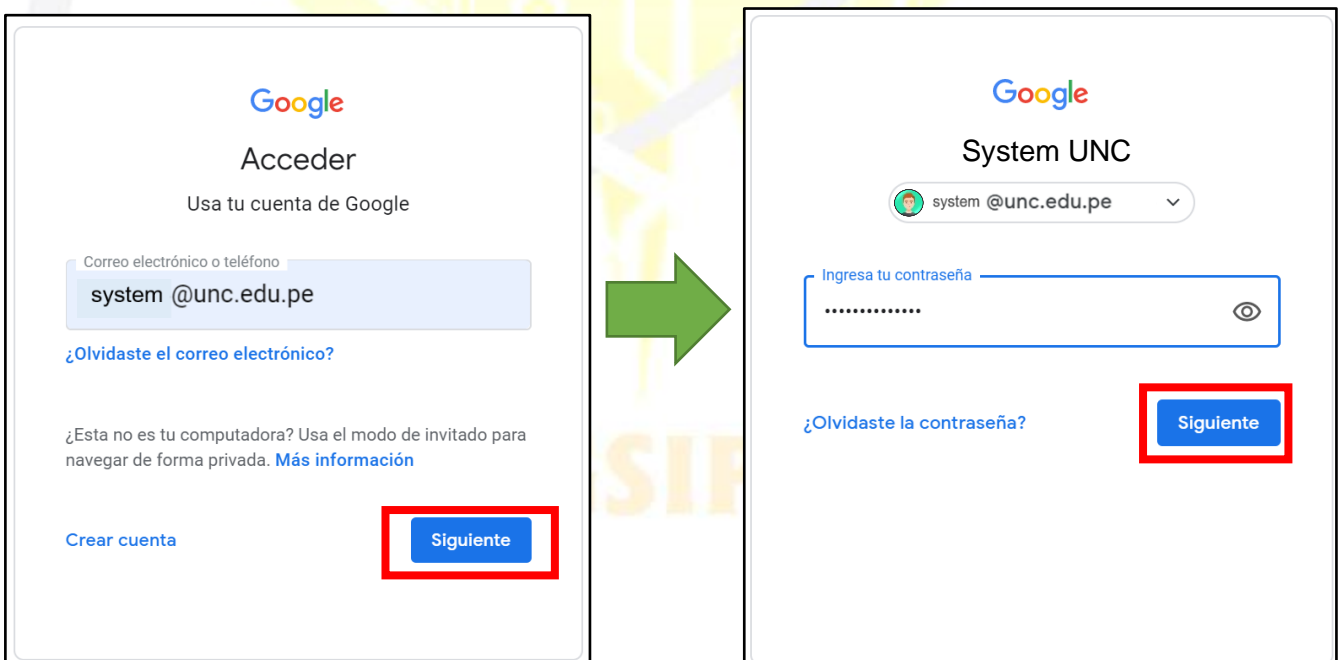 Google
Acceder
Usa tu cuenta de Google
Correo electrónico o teléfono
system @unc.edu.pe
¿Olvidaste el correo electrónico?
¿Esta no es tu computadora? Usa el modo de invitado para
navegar de forma privada. Más información
Crear cuenta
Siguiente
Google
System UNC
system @unc.edu.pe
Ingresa tu contraseña
••••••••••••••
¿Olvidaste la contraseña?
Siguiente